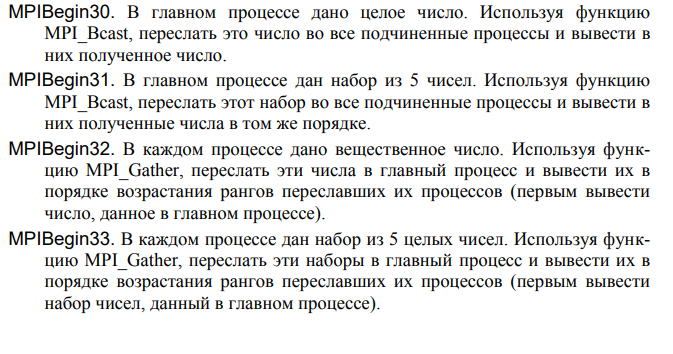 MPIBegin30. В главном процессе дано целое число. Используя функцию
MPI_Bcast, переслать это число во все подчиненные процессы и вывести в
них полученное число.
MPIBegin31. В главном процессе дан набор из 5 чисел. Используя функцию
MPI_Bcast, переслать этот набор во все подчиненные процессы и вывести в
них полученные числа в том же порядке.
MPIBegin32. В каждом процессе дано вещественное число. Используя функ-
цию MPI_Gather, переслать эти числа в главный процесс и вывести их в
порядке возрастания рангов переславших их процессов (первым вывести
число, данное в главном процессе).
MPIBegin33. В каждом процессе дан набор из 5 целых чисел. Используя функ-
цию MPI_Gather, переслать эти наборы в главный процесс и вывести их в
порядке возрастания рангов переславших их процессов (первым вывести
набор чисел, данный в главном процессе).